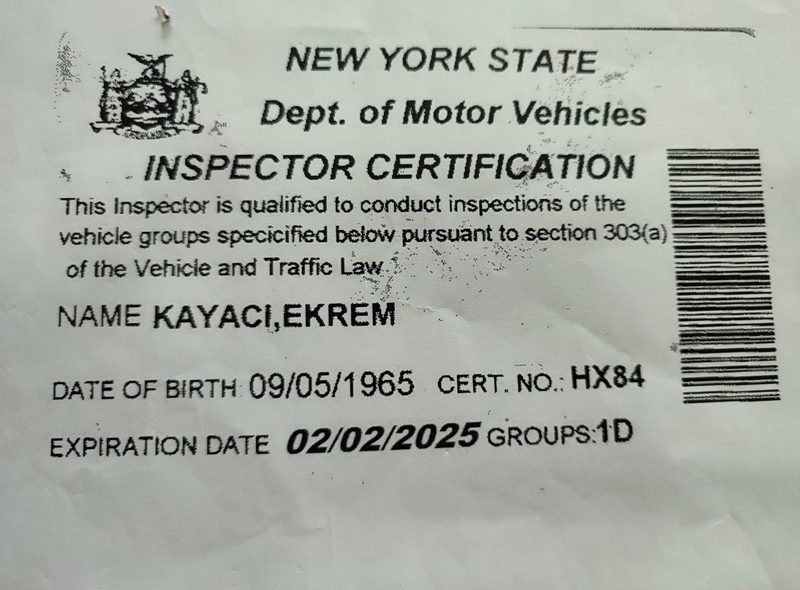 NEW YORK STATE
Dept. of Motor Vehicles
INSPECTOR CERTIFICATION
This Inspector is qualified to conduct inspections of the
vehicle groups specicified below pursuant to section 303(a)
of the Vehicle and Traffic Law
NAME KAYACI,EKREM
DATE OF BIRTH: 09/05/1965 CERT. NO.: HX84
EXPIRATION DATE 02/02/2025 GROUPS:1D